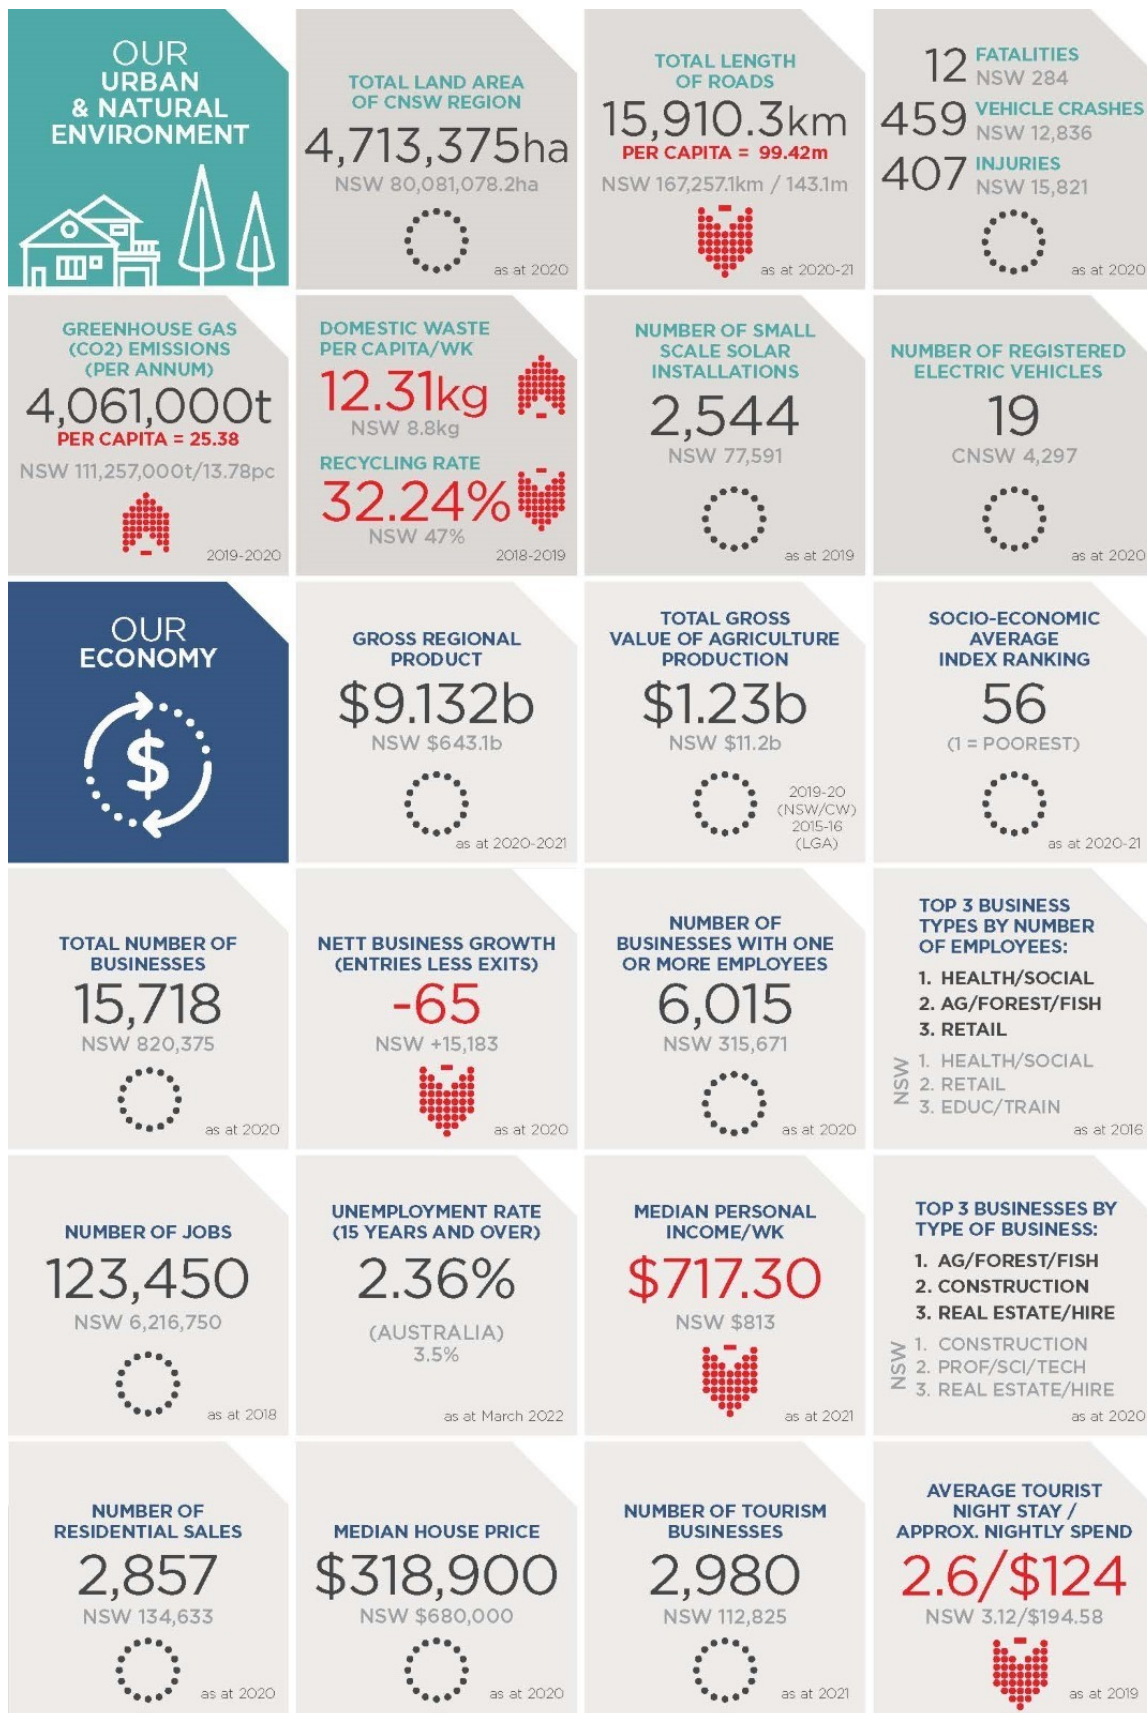 OUR
URBAN
& NATURAL
ENVIRONMENT
TOTAL LAND AREA
OF CNSW REGION
4,713,375ha
NSW 80,081,078.2ha
as at 2020
TOTAL LENGTH
OF ROADS
15,910.3km
PER CAPITA = 99.42m
NSW 167,257.1km / 143.1m
as at 2020-21
12 FATALITIES
NSW 284
459 VEHICLE CRASHES
NSW 12,836
407 INJURIES
NSW 15,821
as at 2020
GREENHOUSE GAS
(CO2) EMISSIONS
(PER ANNUM)
4,061,000t
PER CAPITA = 25.38
NSW 111,257,000t/13.78pc
2019-2020
DOMESTIC WASTE
PER CAPITA/WK
12.31kg
NSW 8.8kg
RECYCLING RATE
32.24%
NSW 47%
2018-2019
NUMBER OF SMALL
SCALE SOLAR
INSTALLATIONS
2,544
NSW 77,591
as at 2019
NUMBER OF REGISTERED
ELECTRIC VEHICLES
19
CNSW 4,297
as at 2020
OUR
ECONOMY
$
GROSS REGIONAL
PRODUCT
$9.132b
NSW $643.1b
as at 2020-2021
TOTAL GROSS
VALUE OF AGRICULTURE
PRODUCTION
$1.23b
NSW $11.2b
2019-20
(NSW/CW)
2015-16
(LGA)
SOCIO-ECONOMIC
AVERAGE
INDEX RANKING
56
(1 = POOREST)
as at 2020-21
TOTAL NUMBER OF
BUSINESSES
15,718
NSW 820,375
as at 2020
NETT BUSINESS GROWTH
(ENTRIES LESS EXITS)
-65
NSW +15,183
as at 2020
NUMBER OF
BUSINESSES WITH ONE
OR MORE EMPLOYEES
6,015
NSW 315,671
as at 2020
TOP 3 BUSINESS
TYPES BY NUMBER
OF EMPLOYEES:
1. HEALTH/SOCIAL
2. AG/FOREST/FISH
3. RETAIL
NSW
1. HEALTH/SOCIAL
2. RETAIL
3. EDUC/TRAIN
as at 2016
NUMBER OF JOBS
123,450
NSW 6,216,750
as at 2018
UNEMPLOYMENT RATE
(15 YEARS AND OVER)
2.36%
(AUSTRALIA)
3.5%
as at March 2022
MEDIAN PERSONAL
INCOME/WK
$717.30
NSW $813
as at 2021
TOP 3 BUSINESSES BY
TYPE OF BUSINESS:
1. AG/FOREST/FISH
2. CONSTRUCTION
3. REAL ESTATE/HIRE
NSW
1. CONSTRUCTION
2. PROF/SCI/TECH
3. REAL ESTATE/HIRE
as at 2020
NUMBER OF
RESIDENTIAL SALES
2,857
NSW 134,633
as at 2020
MEDIAN HOUSE PRICE
$318,900
NSW $680,000
as at 2020
NUMBER OF TOURISM
BUSINESSES
2,980
NSW 112,825
as at 2021
AVERAGE TOURIST
NIGHT STAY /
APPROX. NIGHTLY SPEND
2.6/$124
NSW 3.12/$194.58
as at 2019